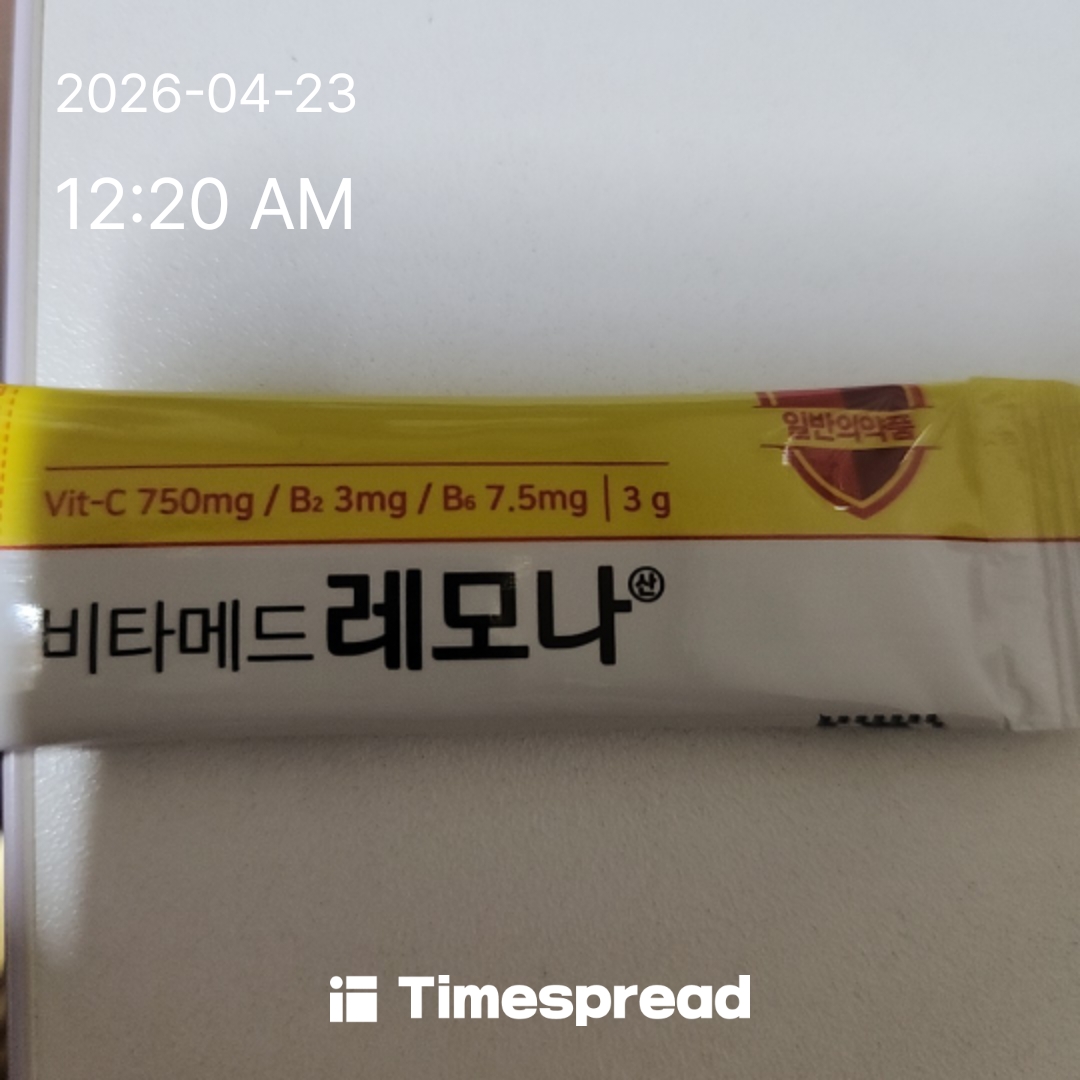 2026-04-23
12:20 AM
일반의약품
Vit-C 750mg / B₂ 3mg / B₆ 7.5mg | 3 g
비타메드 레모나 산
Timespread